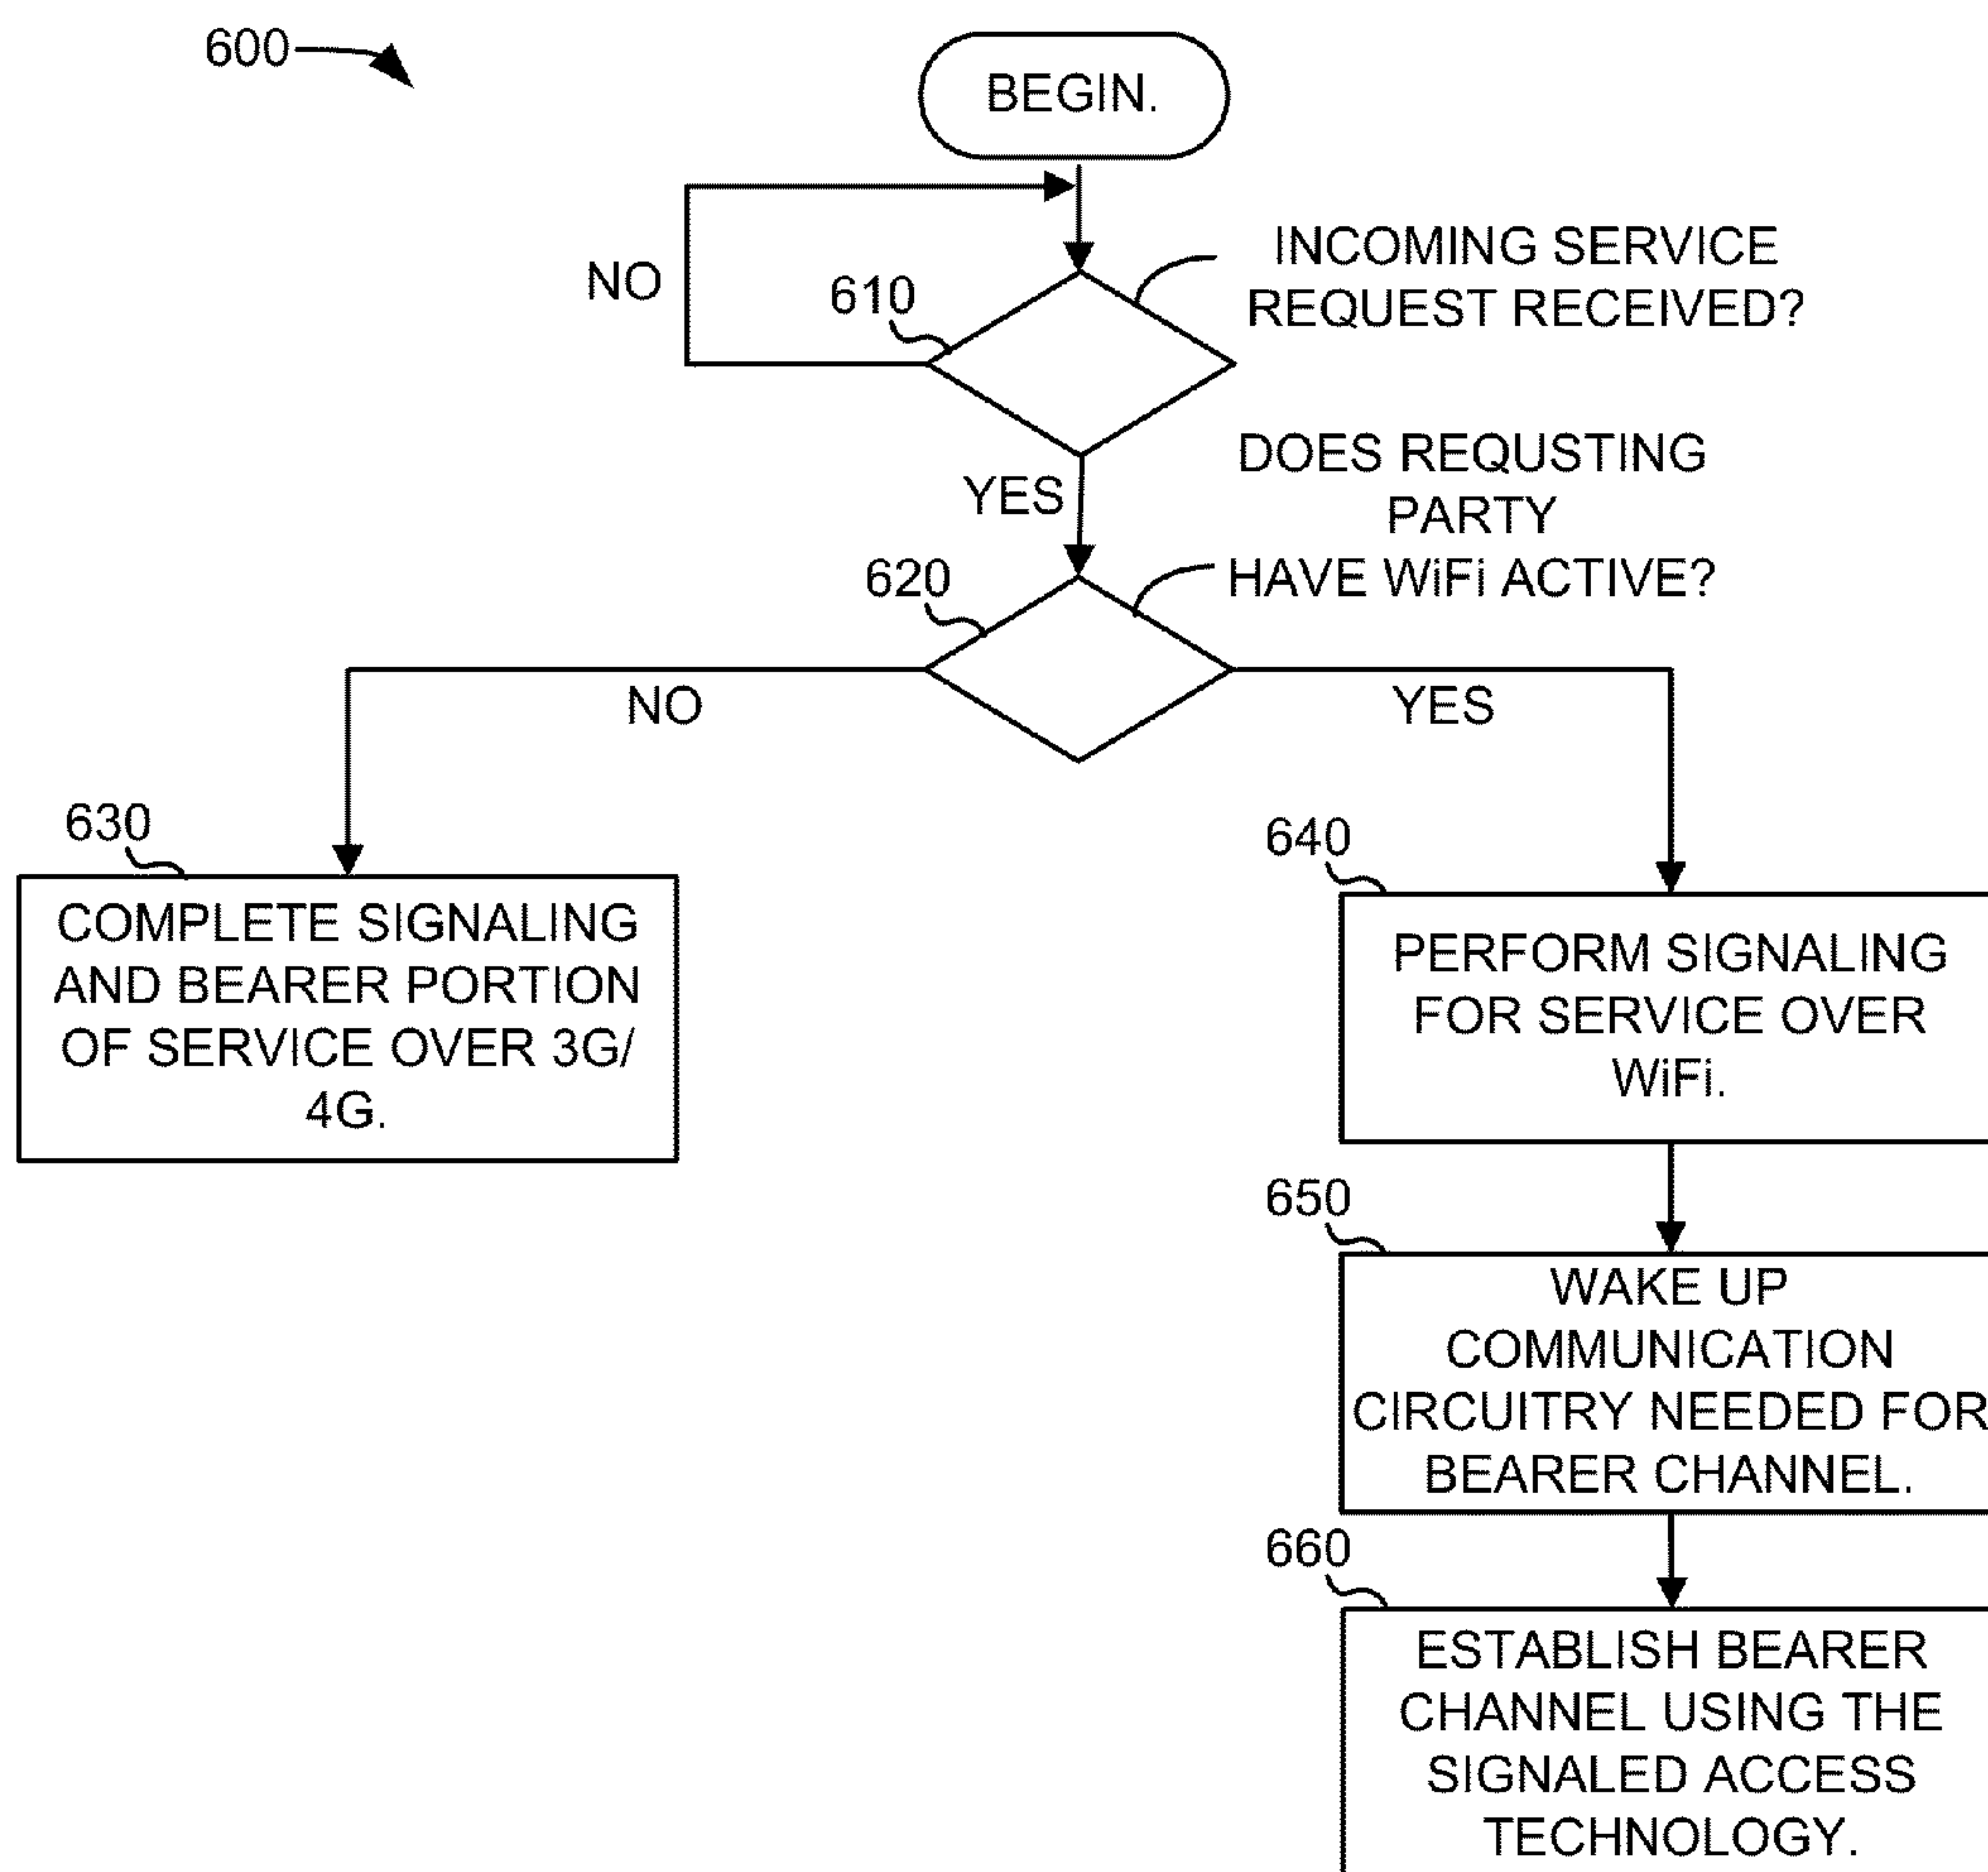 600
BEGIN.
NO
610
INCOMING SERVICE
REQUEST RECEIVED?
YES
DOES REQUSTING
PARTY
HAVE WiFi ACTIVE?
620
NO
YES
630
COMPLETE SIGNALING
AND BEARER PORTION
OF SERVICE OVER 3G/
4G.
640
PERFORM SIGNALING
FOR SERVICE OVER
WiFi.
650
WAKE UP
COMMUNICATION
CIRCUITRY NEEDED FOR
BEARER CHANNEL.
660
ESTABLISH BEARER
CHANNEL USING THE
SIGNALED ACCESS
TECHNOLOGY.